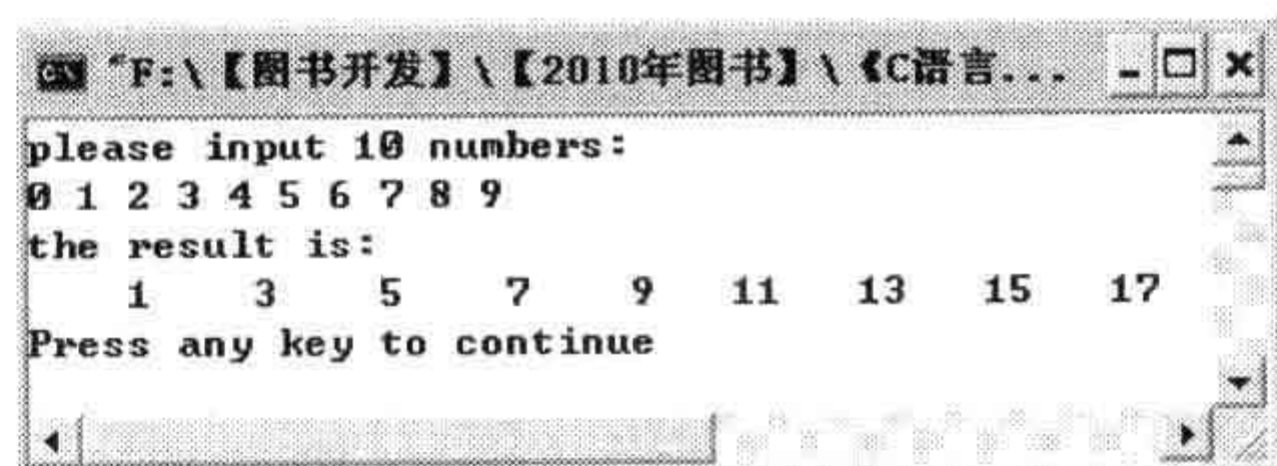 "F:\【图书开发】\【2010年图书】\《C语言...
please input 10 numbers:
0 1 2 3 4 5 6 7 8 9
the result is:
1 3 5 7 9 11 13 15 17
Press any key to continue